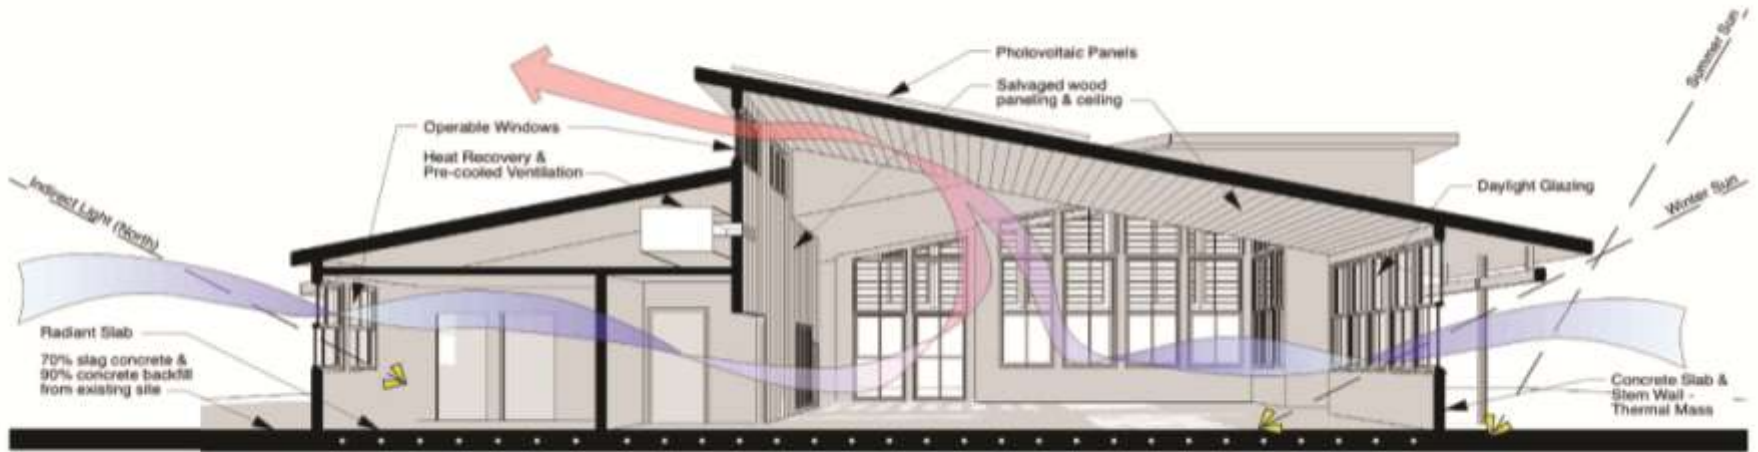 Photovoltaic Panels
Salvaged wood
paneling & ceiling
Operable Windows
Heat Recovery &
Pre-cooled Ventilation
Indirect Light (North)
Summer Sun
Winter Sun
Daylight Glazing
Radiant Slab
70% slag concrete &
90% concrete backfill
from existing site
Concrete Slab &
Stem Wall -
Thermal Mass